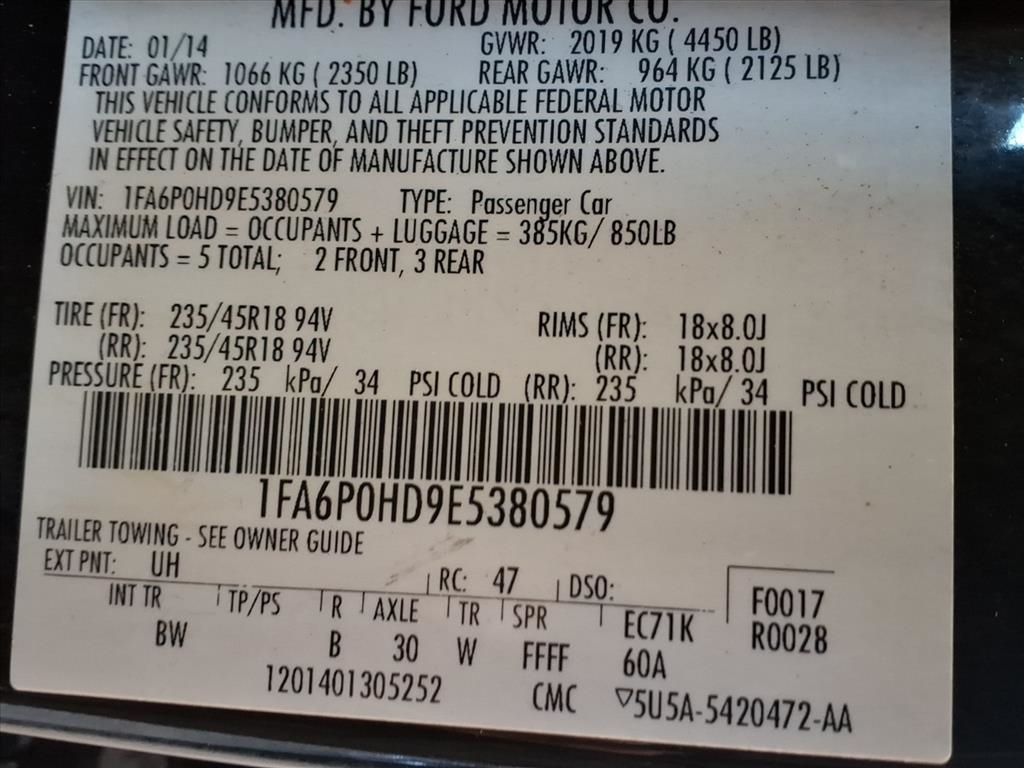 MFD. BY FORD MOTOR CO.
DATE: 01/14 GVWR: 2019 KG ( 4450 LB)
FRONT GAWR: 1066 KG ( 2350 LB) REAR GAWR: 964 KG ( 2125 LB)
THIS VEHICLE CONFORMS TO ALL APPLICABLE FEDERAL MOTOR
VEHICLE SAFETY, BUMPER, AND THEFT PREVENTION STANDARDS
IN EFFECT ON THE DATE OF MANUFACTURE SHOWN ABOVE.
VIN: 1FA6P0HD9E5380579 TYPE: Passenger Car
MAXIMUM LOAD = OCCUPANTS + LUGGAGE = 385KG/ 850LB
OCCUPANTS = 5 TOTAL; 2 FRONT, 3 REAR
TIRE (FR): 235/45R18 94V RIMS (FR): 18x8.0J
(RR): 235/45R18 94V (RR): 18x8.0J
PRESSURE (FR): 235 kPa/ 34 PSI COLD (RR): 235 kPa/ 34 PSI COLD
1FA6P0HD9E5380579
TRAILER TOWING - SEE OWNER GUIDE
EXT PNT: UH RC: 47 DSO: F0017
INT TR TP/PS R AXLE TR SPR EC71K R0028
BW B 30 W FFFF 60A
1201401305252 CMC ▽5U5A-5420472-AA